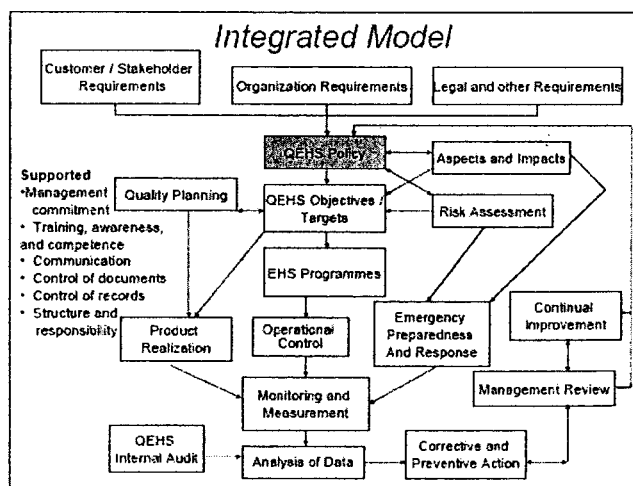 Integrated Model
Customer / Stakeholder
Requirements
Organization Requirements
Legal and other Requirements
QEHS Policy
Aspects and Impacts
Supported
•Management
commitment
• Training, awareness,
and competence
• Communication
• Control of documents
• Control of records
• Structure and
responsibility
Quality Planning
QEHS Objectives /
Targets
Risk Assessment
EHS Programmes
Product
Realization
Operational
Control
Emergency
Preparedness
And Response
Continual
Improvement
Monitoring and
Measurement
Management Review
QEHS
Internal Audit
Analysis of Data
Corrective and
Preventive Action